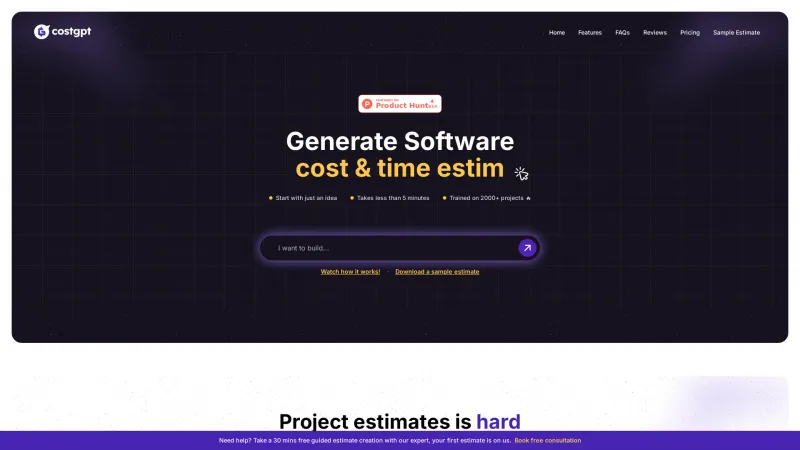 costgpt
Home
Features
FAQs
Reviews
Pricing
Sample Estimate
Product Hunt
Generate Software
cost & time estim
Start with just an idea
Takes less than 5 minutes
Trained on 2000+ projects 🔥
I want to build...
Watch how it works!
Download a sample estimate
Project estimates is hard
Need help? Take a 30 mins free guided estimate creation with our expert, your first estimate is on us. Book free consultation